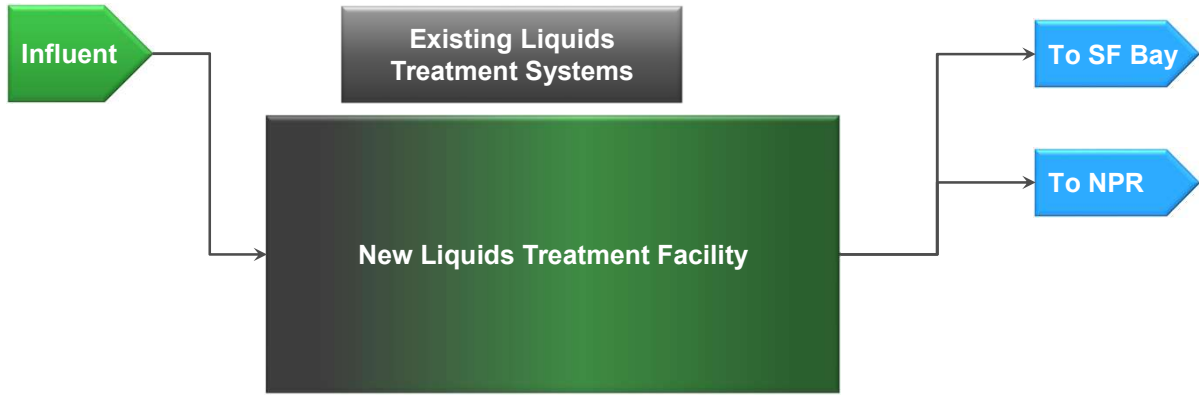 Influent
Existing Liquids
Treatment Systems
To SF Bay
To NPR
New Liquids Treatment Facility